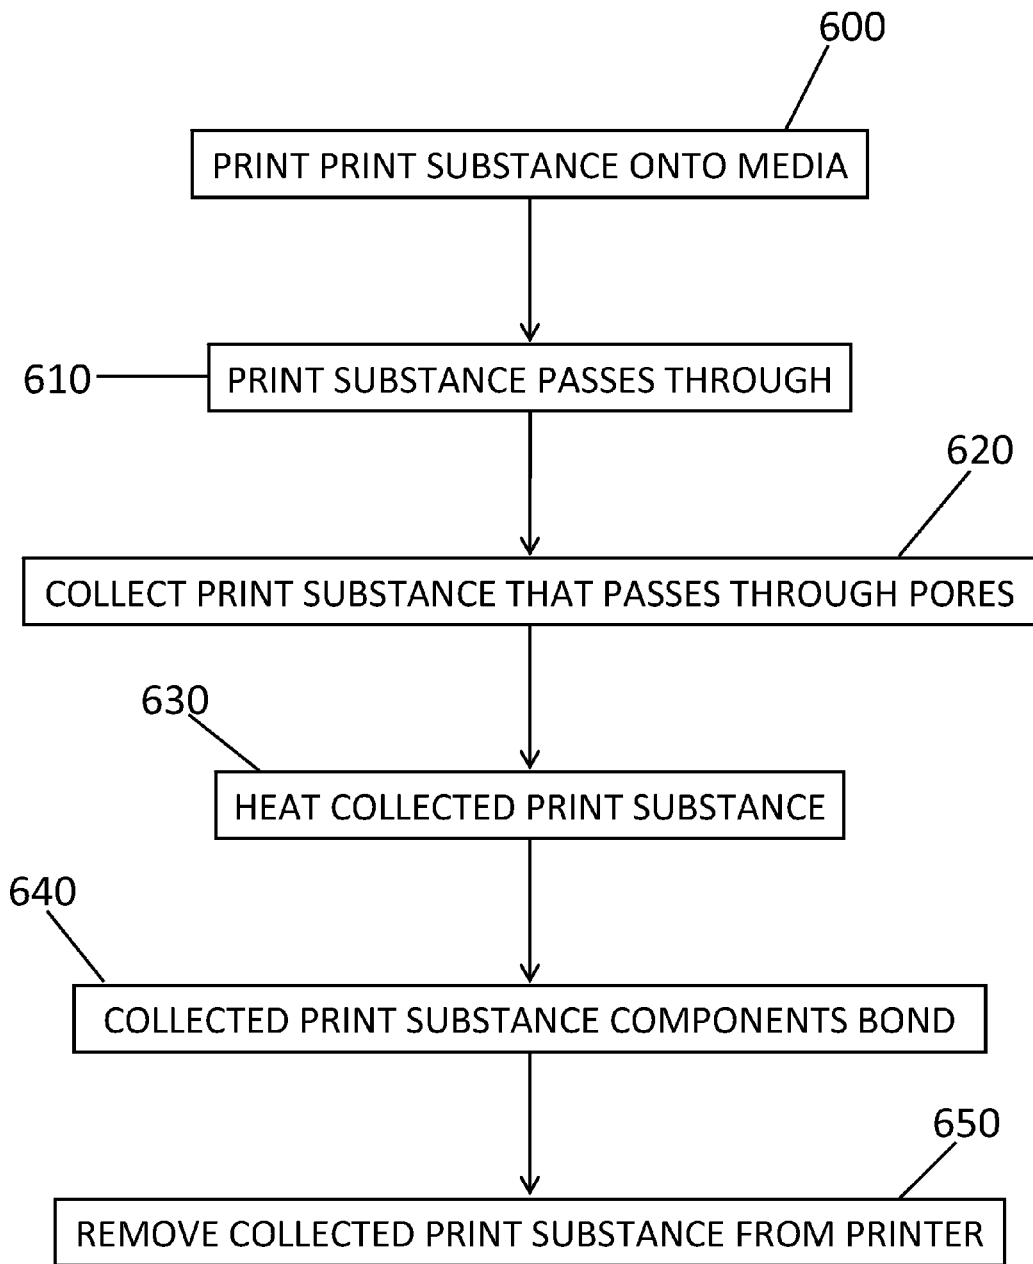 600
PRINT PRINT SUBSTANCE ONTO MEDIA
610
PRINT SUBSTANCE PASSES THROUGH
620
COLLECT PRINT SUBSTANCE THAT PASSES THROUGH PORES
630
HEAT COLLECTED PRINT SUBSTANCE
640
COLLECTED PRINT SUBSTANCE COMPONENTS BOND
650
REMOVE COLLECTED PRINT SUBSTANCE FROM PRINTER